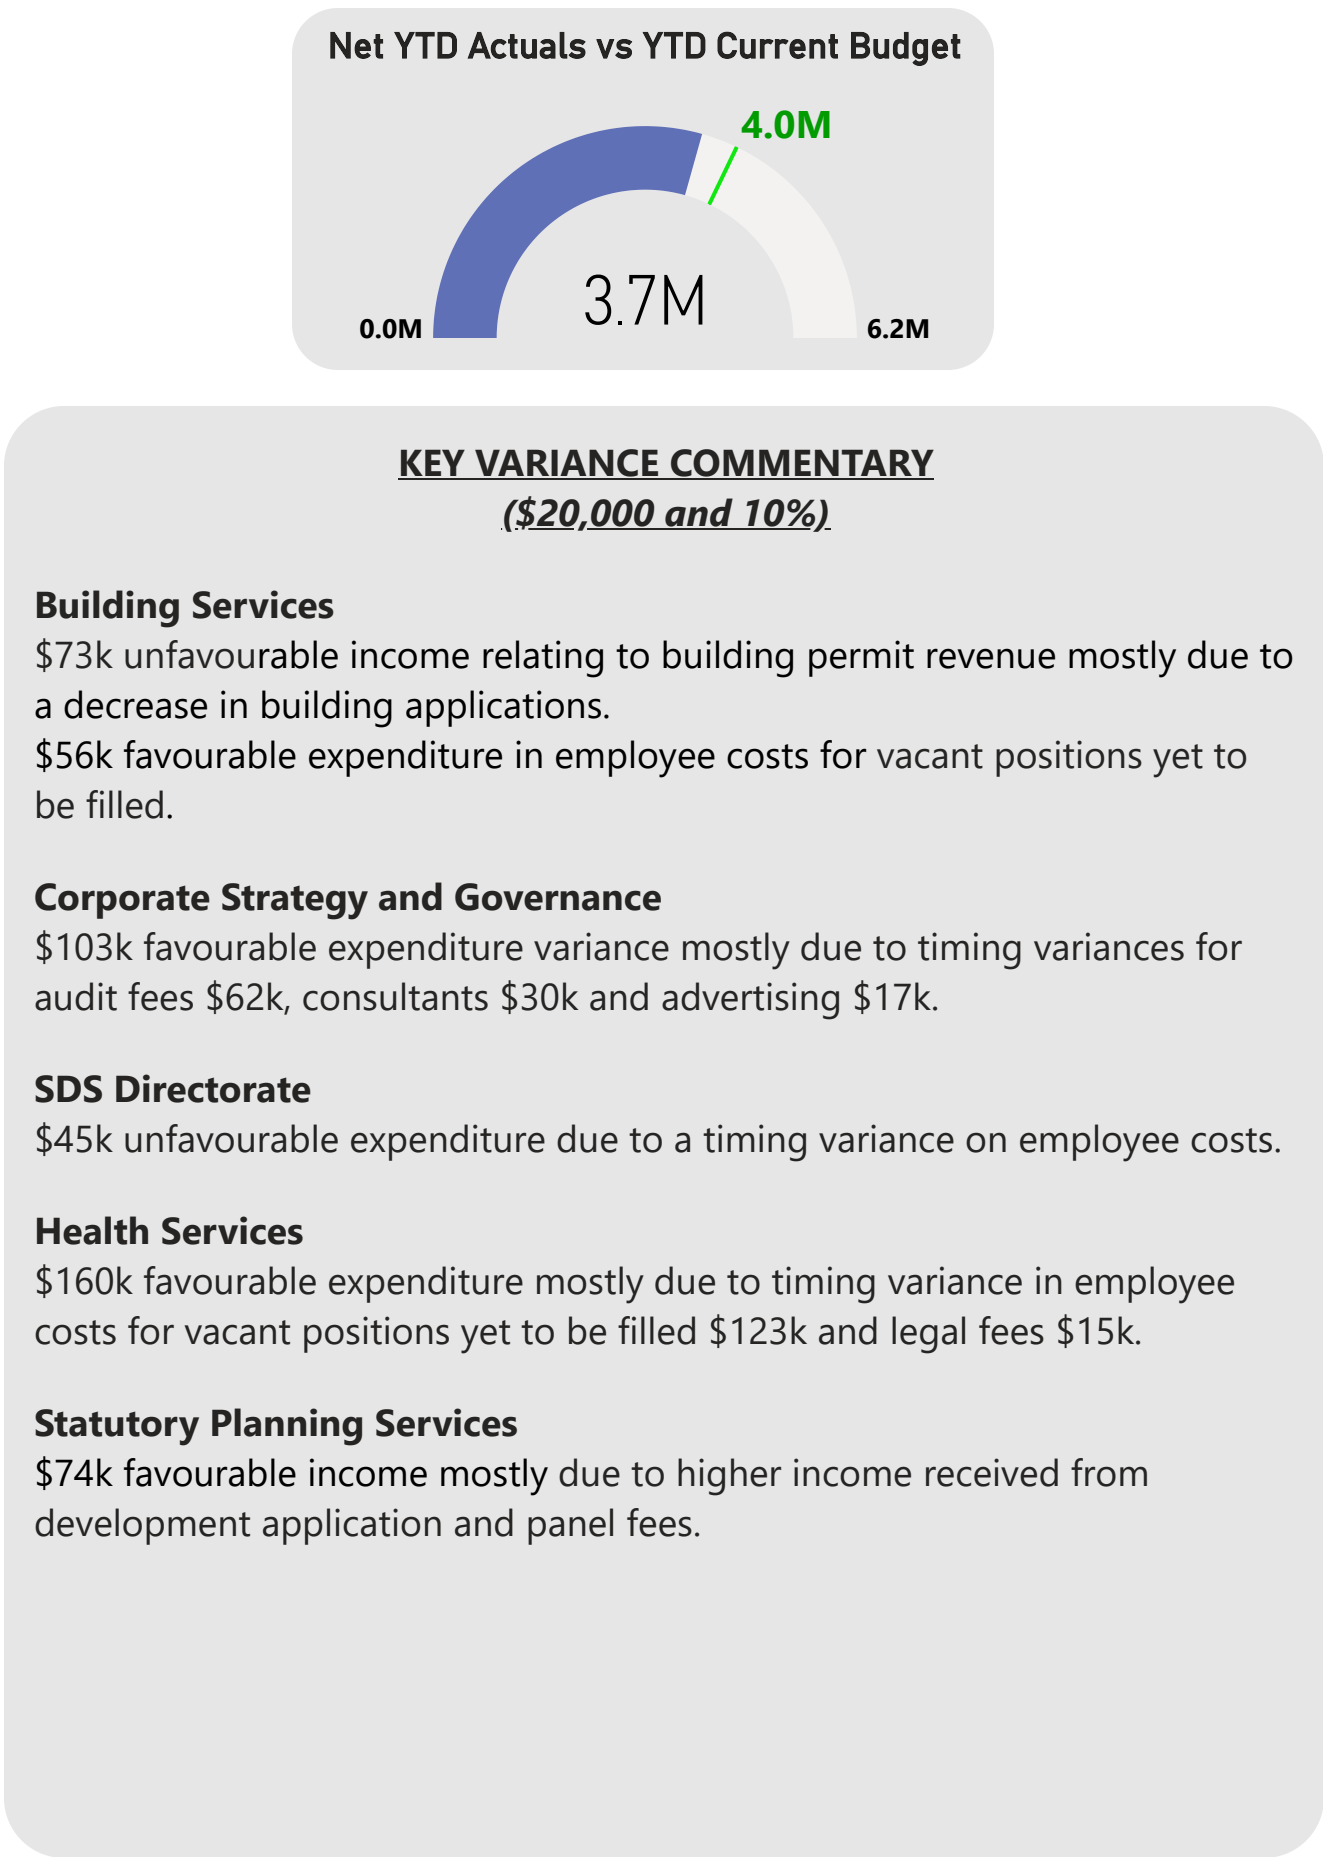 Net YTD Actuals vs YTD Current Budget
4.0M
3.7M
0.0M
6.2M
KEY VARIANCE COMMENTARY
($20,000 and 10%)
Building Services
$73k unfavourable income relating to building permit revenue mostly due to
a decrease in building applications.
$56k favourable expenditure in employee costs for vacant positions yet to
be filled.
Corporate Strategy and Governance
$103k favourable expenditure variance mostly due to timing variances for
audit fees $62k, consultants $30k and advertising $17k.
SDS Directorate
$45k unfavourable expenditure due to a timing variance on employee costs.
Health Services
$160k favourable expenditure mostly due to timing variance in employee
costs for vacant positions yet to be filled $123k and legal fees $15k.
Statutory Planning Services
$74k favourable income mostly due to higher income received from
development application and panel fees.